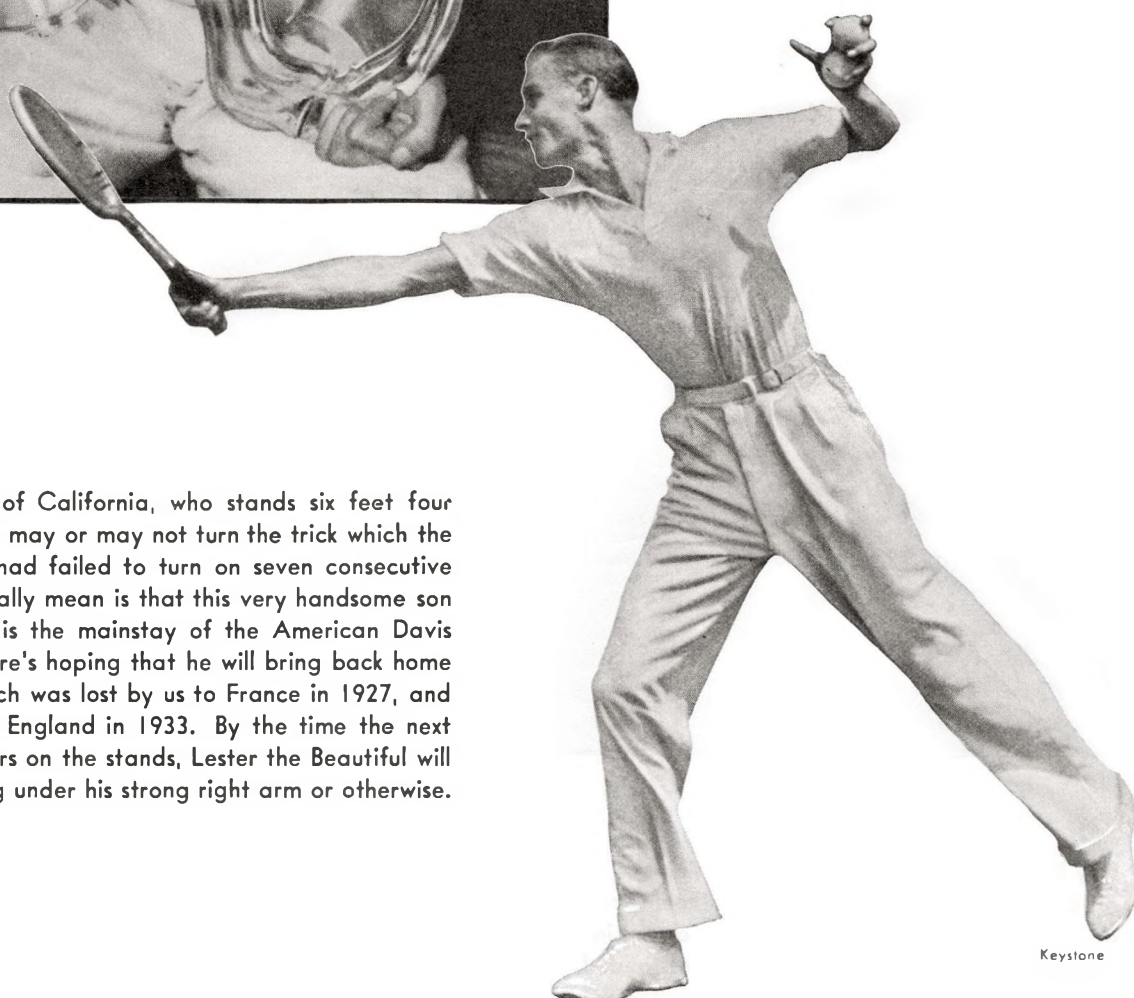 of California, who stands six feet four
may or may not turn the trick which the
had failed to turn on seven consecutive
ally mean is that this very handsome son
is the mainstay of the American Davis
re's hoping that he will bring back home
ch was lost by us to France in 1927, and
England in 1933. By the time the next
rs on the stands, Lester the Beautiful will
g under his strong right arm or otherwise.
Keystone